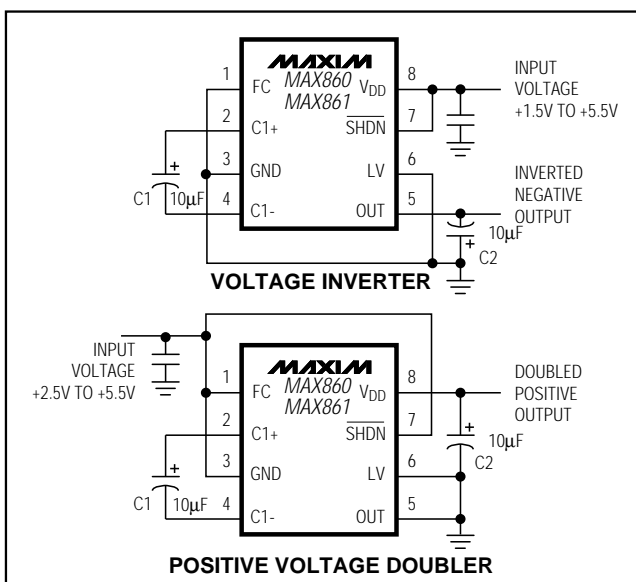 MAXIM
MAX860
MAX861
1 FC
2 C1+
3 GND
4 C1-
VDD 8
SHDN 7
LV 6
OUT 5
C1 10µF +
INPUT
VOLTAGE
+1.5V TO +5.5V
INVERTED
NEGATIVE
OUTPUT
10µF
+ C2
VOLTAGE INVERTER
INPUT
VOLTAGE
+2.5V TO +5.5V
MAXIM
MAX860
MAX861
1 FC
2 C1+
3 GND
4 C1-
VDD 8
SHDN 7
LV 6
OUT 5
C1 10µF +
DOUBLED
POSITIVE
OUTPUT
+ 10µF
C2
POSITIVE VOLTAGE DOUBLER